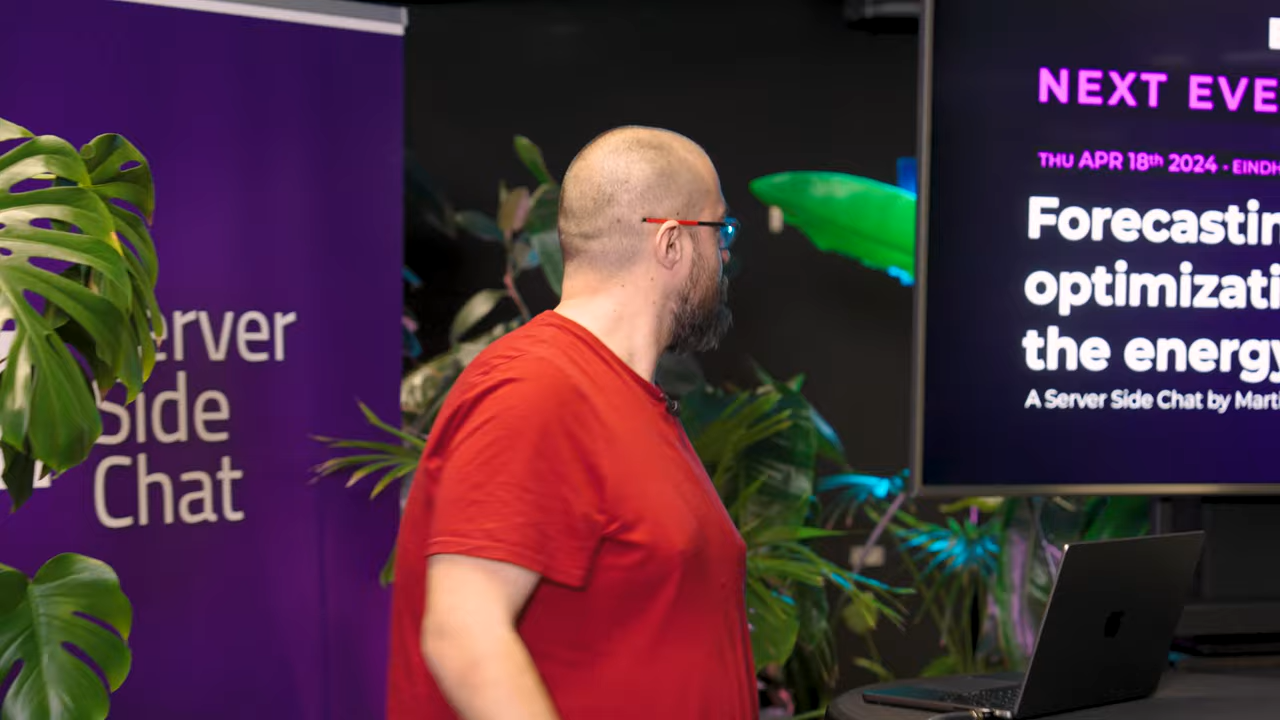 Server
Side
Chat
NEXT EVE
THU APR 18th 2024 · EINDH
Forecastin
optimizati
the energy
A Server Side Chat by Marti